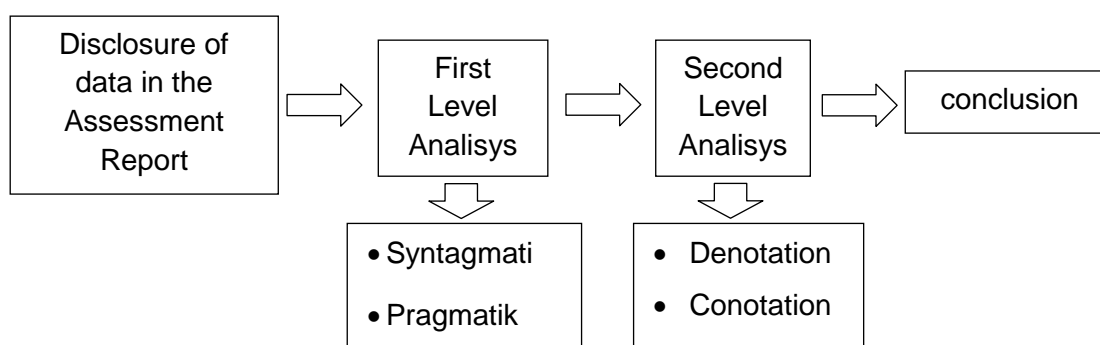 Disclosure of
data in the
Assessment
Report
First
Level
Analisys
Second
Level
Analisys
conclusion
• Syntagmati
• Pragmatik
• Denotation
• Conotation